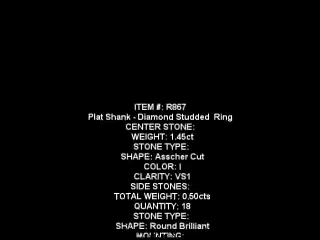 ITEM #: R867
Plat Shank - Diamond Studded Ring
CENTER STONE:
WEIGHT: 1.45ct
STONE TYPE:
SHAPE: Asscher Cut
COLOR: I
CLARITY: VS1
SIDE STONES:
TOTAL WEIGHT: 0.50cts
QUANTITY: 18
STONE TYPE:
SHAPE: Round Brilliant
MOUNTING: